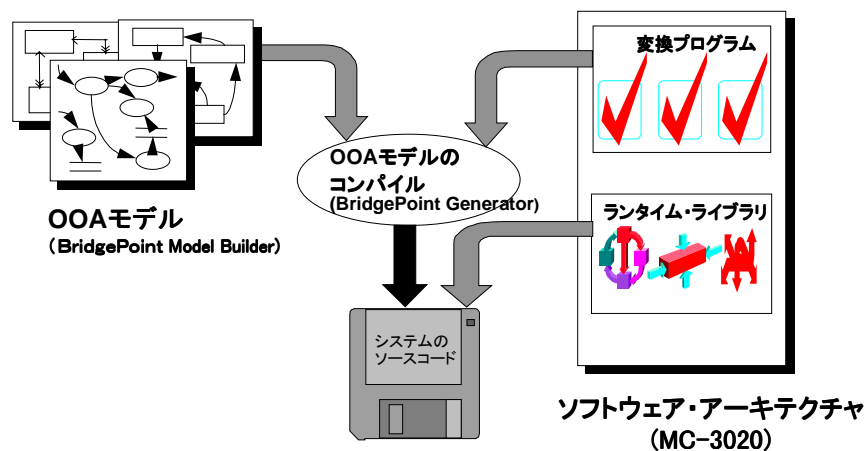 変換プログラム
OOAモデルの
コンパイル
(BridgePoint Generator)
OOAモデル
(BridgePoint Model Builder)
ランタイム・ライブラリ
システムの
ソースコード
ソフトウェア・アーキテクチャ
(MC-3020)